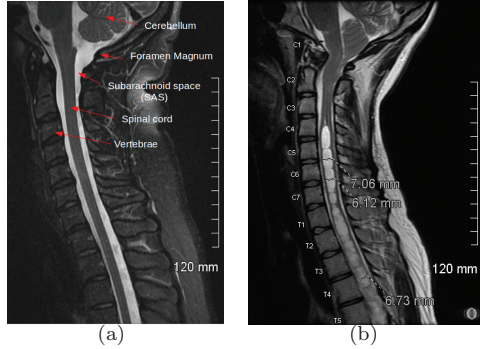 Cerebellum
Foramen Magnum
Subarachnoid space
(SAS)
Spinal cord
Vertebrae
120 mm
(a)
C1
C2
C3
C4
C5
C6
C7
T1
T2
T3
T4
T5
7.06 mm
6.12 mm
120 mm
6.73 mm
(b)